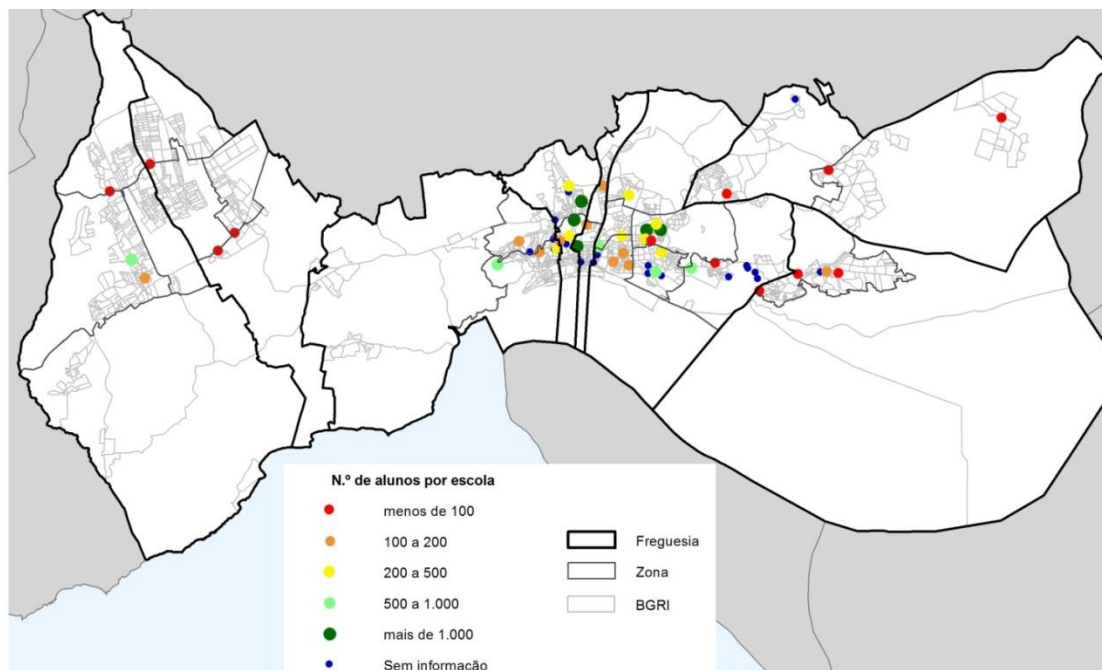 N.º de alunos por escola
menos de 100
100 a 200
200 a 500
500 a 1.000
mais de 1.000
Sem informação
Freguesia
Zona
BGRI